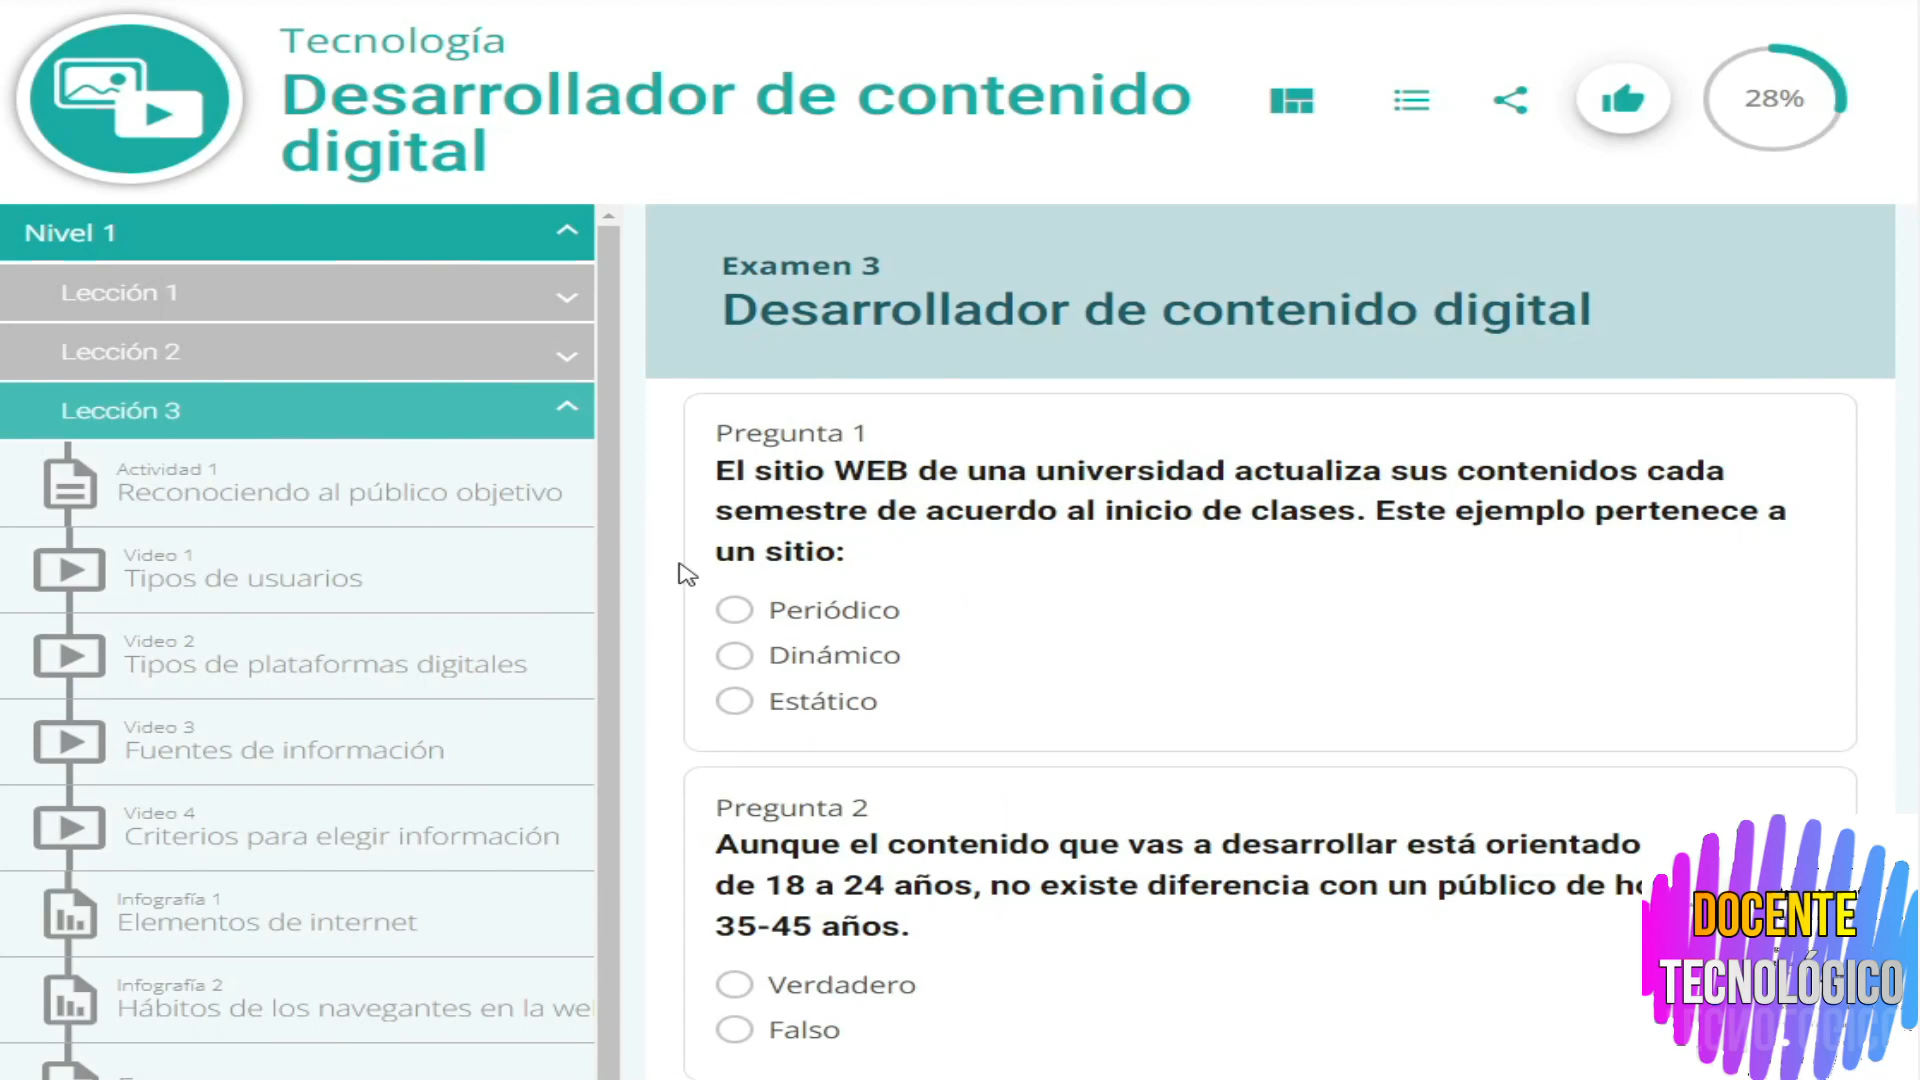 Tecnología
Desarrollador de contenido
digital
28%
Nivel 1
Lección 1
Lección 2
Lección 3
Actividad 1
Reconociendo al público objetivo
Video 1
Tipos de usuarios
Video 2
Tipos de plataformas digitales
Video 3
Fuentes de información
Video 4
Criterios para elegir información
Infografía 1
Elementos de internet
Infografía 2
Hábitos de los navegantes en la
Examen 3
Desarrollador de contenido digital
Pregunta 1
El sitio WEB de una universidad actualiza sus contenidos cada
semestre de acuerdo al inicio de clases. Este ejemplo pertenece a
un sitio:
Periódico
Dinámico
Estático
Pregunta 2
Aunque el contenido que vas a desarrollar está orientado
de 18 a 24 años, no existe diferencia con un público de
35-45 años.
Verdadero
Falso
DOCENTE
TECNOLÓGICO